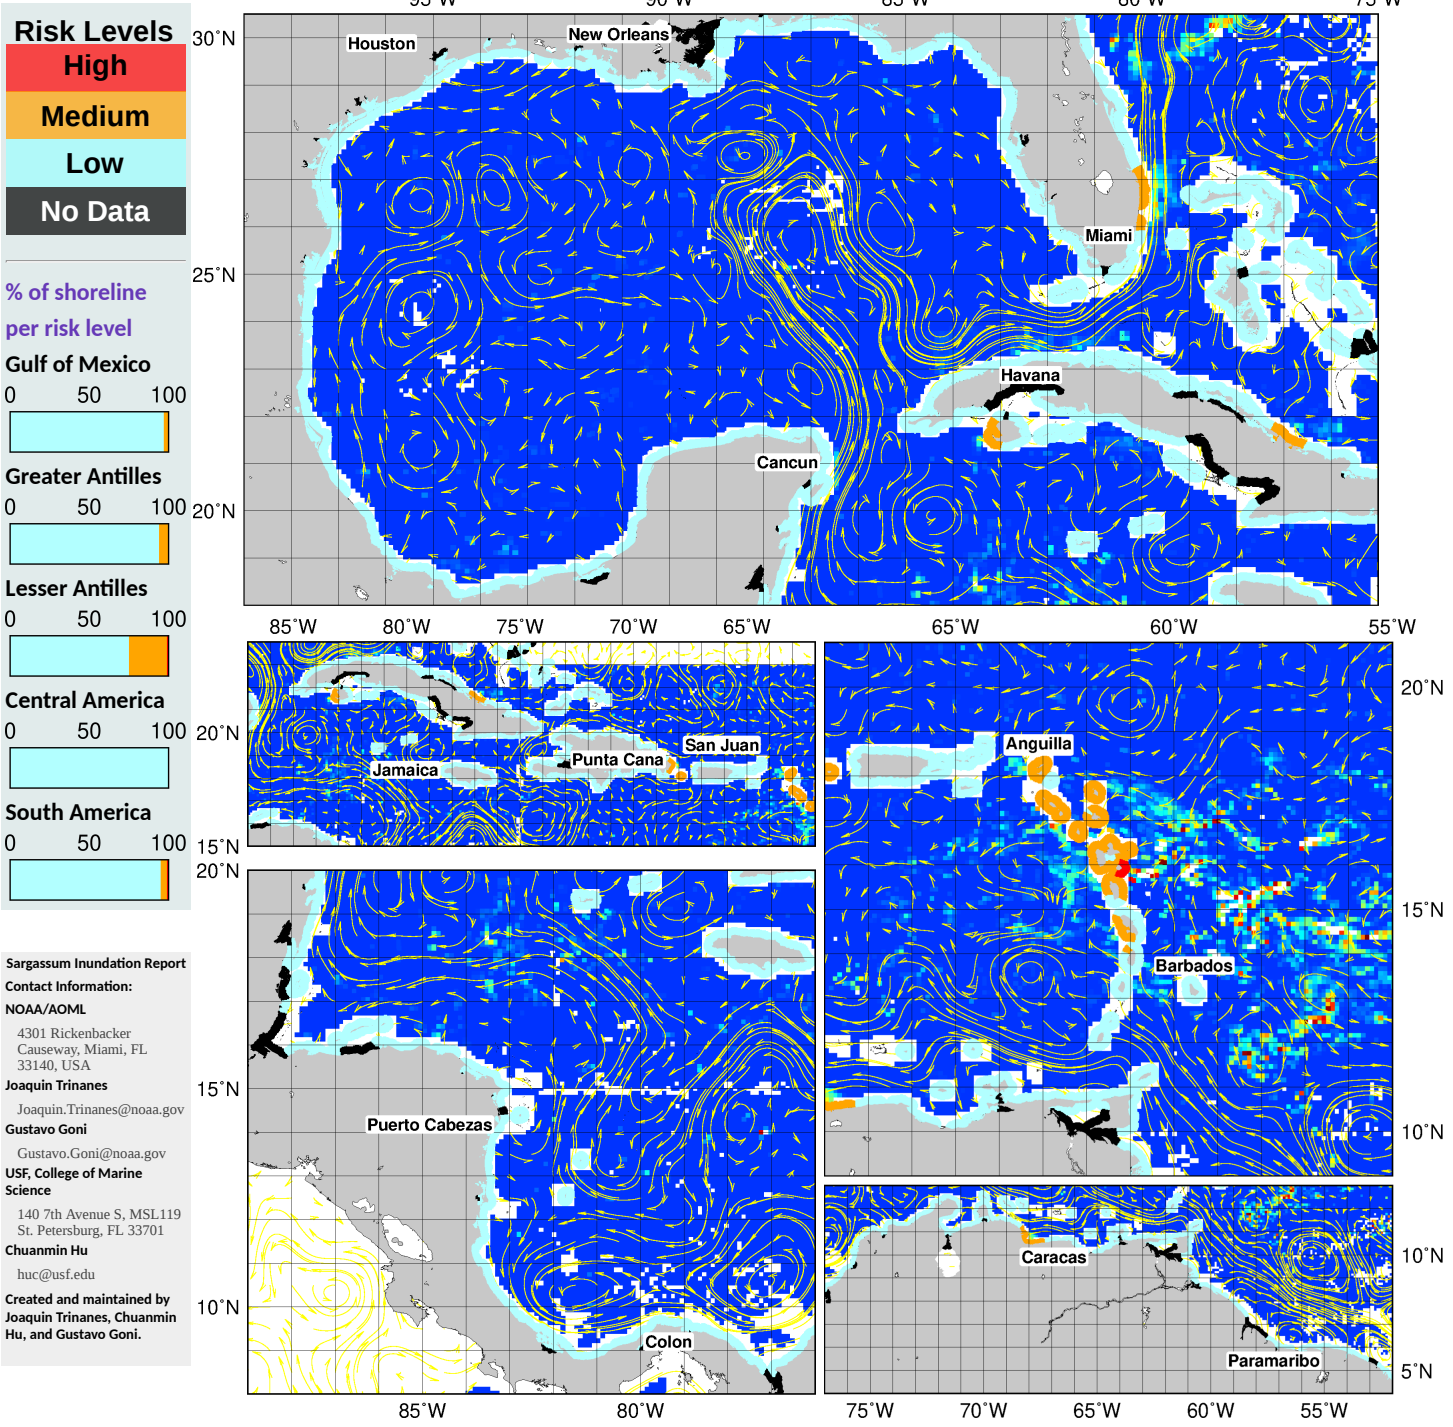 Risk Levels
High
Medium
Low
No Data
% of shoreline
per risk level
Gulf of Mexico
0 50 100
Greater Antilles
0 50 100
Lesser Antilles
0 50 100
Central America
0 50 100
South America
0 50 100
Sargassum Inundation Report
Contact Information:
NOAA/AOML
4301 Rickenbacker
Causeway, Miami, FL
33140, USA
Joaquin Trinanes
Joaquin.Trinanes@noaa.gov
Gustavo Goni
Gustavo.Goni@noaa.gov
USF, College of Marine
Science
140 7th Avenue S, MSL119
St. Petersburg, FL 33701
Chuanmin Hu
huc@usf.edu
Created and maintained by
Joaquin Trinanes, Chuanmin
Hu, and Gustavo Goni.
95°W 90°W 85°W 80°W 75°W
30°N
25°N
20°N
Houston
New Orleans
Miami
Havana
Cancun
85°W 80°W 75°W 70°W 65°W
20°N
15°N
Jamaica
Punta Cana
San Juan
65°W 60°W 55°W
20°N
15°N
10°N
Anguilla
Barbados
20°N
15°N
10°N
Puerto Cabezas
Colon
85°W 80°W
Caracas
Paramaribo
10°N
5°N
75°W 70°W 65°W 60°W 55°W